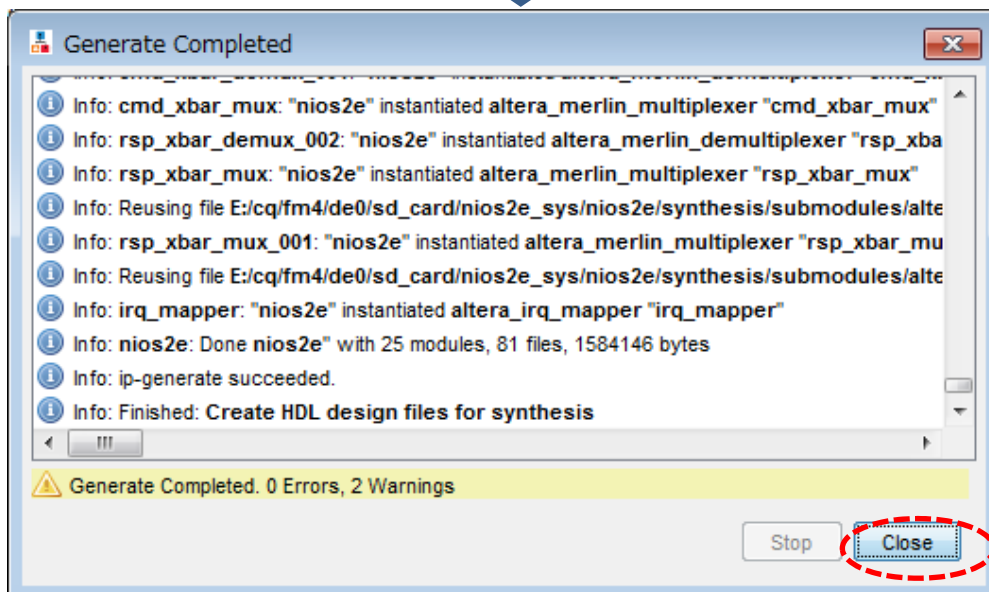 Generate Completed
Info: cmd_xbar_mux: "nios2e" instantiated altera_merlin_multiplexer "cmd_xbar_mux"
Info: rsp_xbar_demux_002: "nios2e" instantiated altera_merlin_demultiplexer "rsp_xba
Info: rsp_xbar_mux: "nios2e" instantiated altera_merlin_multiplexer "rsp_xbar_mux"
Info: Reusing file E:/cq/fm4/de0/sd_card/nios2e_sys/nios2e/synthesis/submodules/alte
Info: rsp_xbar_mux_001: "nios2e" instantiated altera_merlin_multiplexer "rsp_xbar_mu
Info: Reusing file E:/cq/fm4/de0/sd_card/nios2e_sys/nios2e/synthesis/submodules/alte
Info: irq_mapper: "nios2e" instantiated altera_irq_mapper "irq_mapper"
Info: nios2e: Done nios2e" with 25 modules, 81 files, 1584146 bytes
Info: ip-generate succeeded.
Info: Finished: Create HDL design files for synthesis
Generate Completed. 0 Errors, 2 Warnings
Stop Close